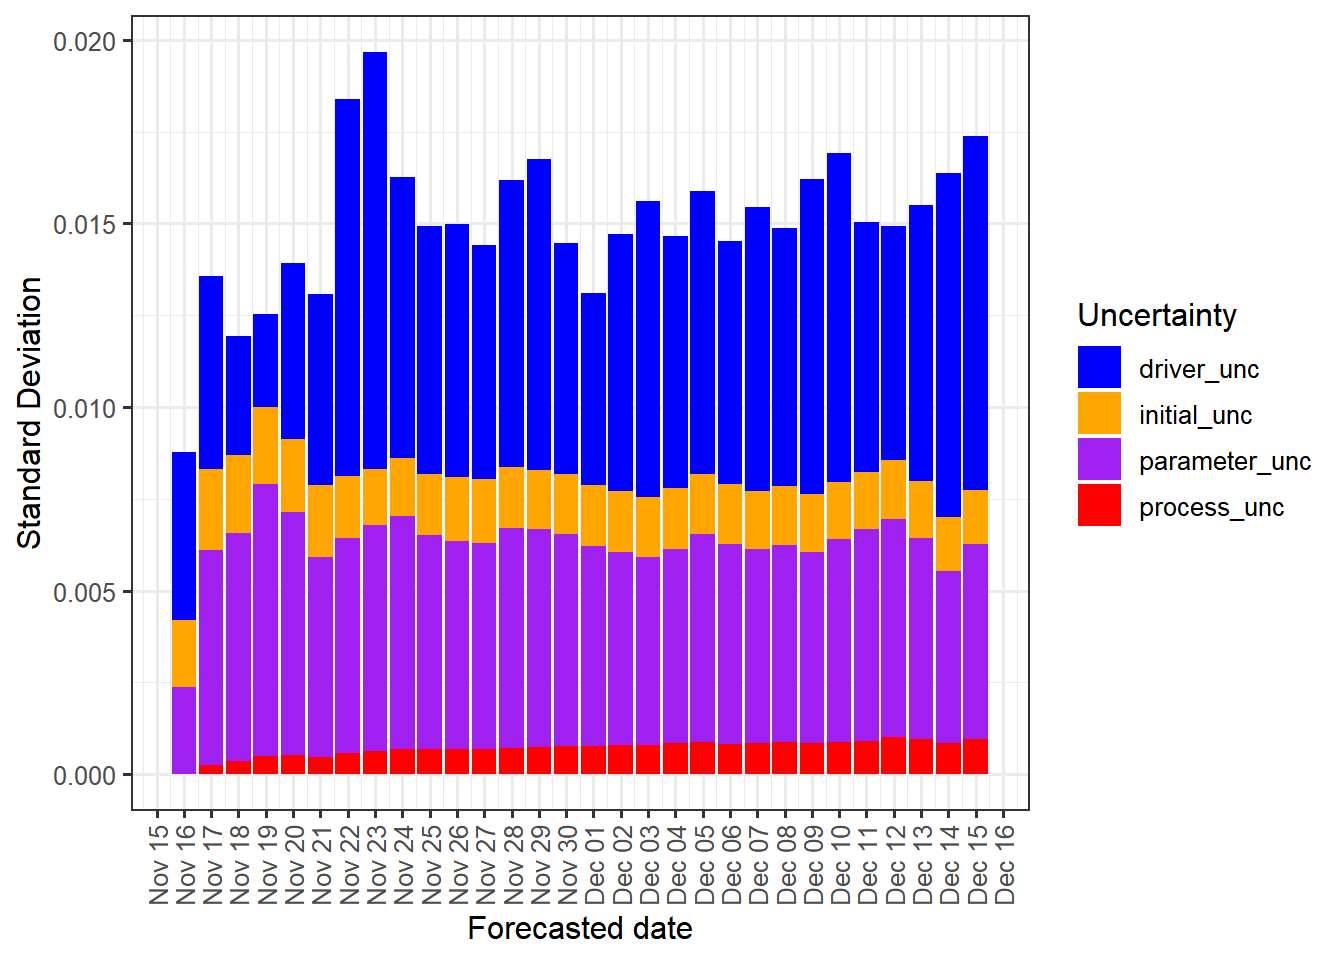 0.020
0.015
0.010
0.005
0.000
Standard Deviation
Nov 15
Nov 16
Nov 17
Nov 18
Nov 19
Nov 20
Nov 21
Nov 22
Nov 23
Nov 24
Nov 25
Nov 26
Nov 27
Nov 28
Nov 29
Nov 30
Dec 01
Dec 02
Dec 03
Dec 04
Dec 05
Dec 06
Dec 07
Dec 08
Dec 09
Dec 10
Dec 11
Dec 12
Dec 13
Dec 14
Dec 15
Dec 16
Forecasted date
Uncertainty
driver_unc
initial_unc
parameter_unc
process_unc